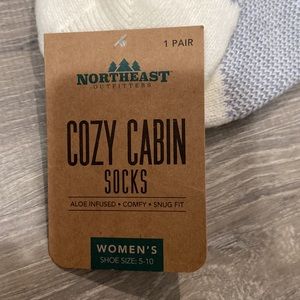 1 PAIR
NORTHEAST
OUTFITTERS
COZY CABIN
SOCKS
ALOE INFUSED • COMFY • SNUG FIT
WOMEN'S
SHOE SIZE: 5-10